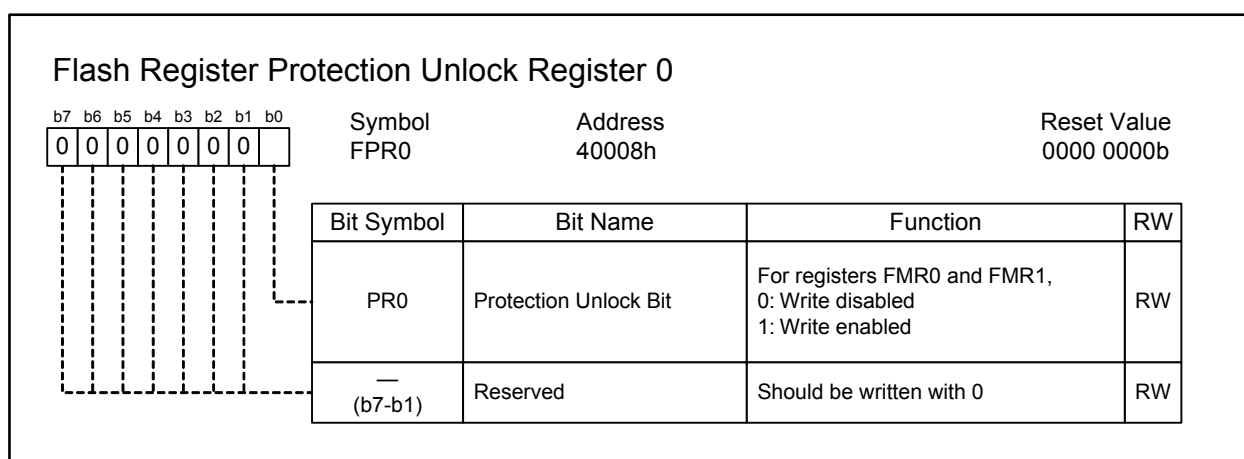 Flash Register Protection Unlock Register 0
b7 b6 b5 b4 b3 b2 b1 b0
0 0 0 0 0 0 0
Symbol Address Reset Value
FPR0 40008h 0000 0000b
Bit Symbol Bit Name Function RW
PR0 Protection Unlock Bit For registers FMR0 and FMR1,
0: Write disabled
1: Write enabled
RW
—
(b7-b1) Reserved Should be written with 0 RW